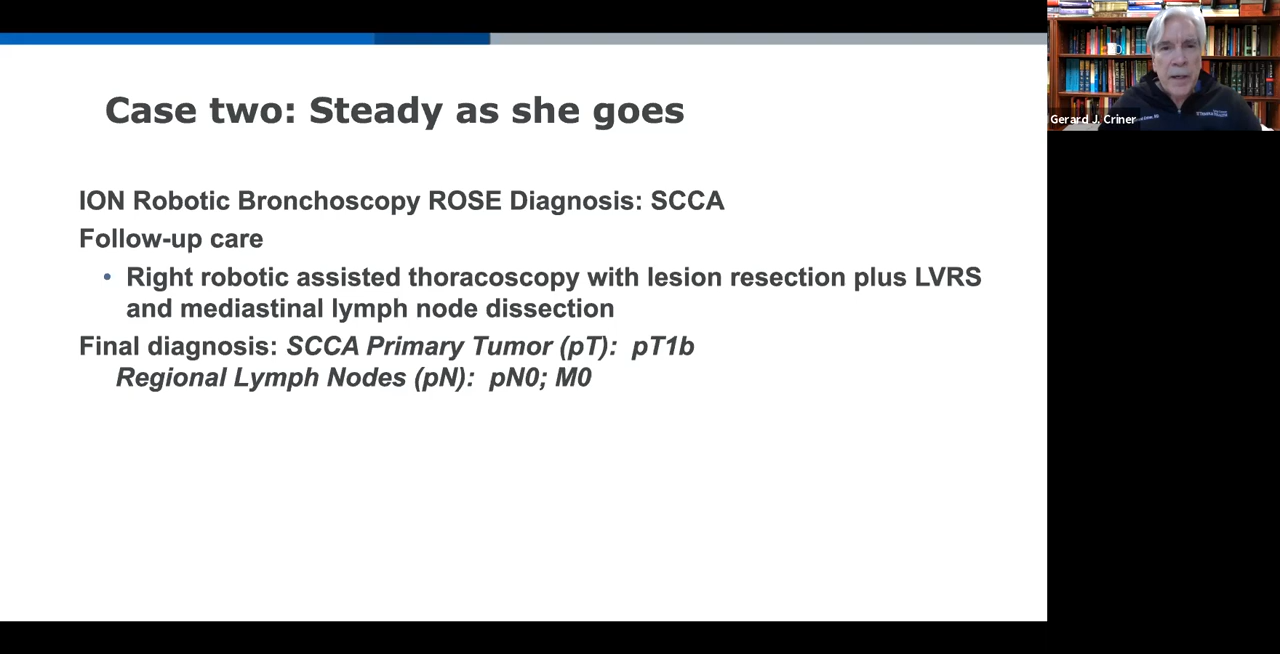 Case two: Steady as she goes
ION Robotic Bronchoscopy ROSE Diagnosis: SCCA
Follow-up care
• Right robotic assisted thoracoscopy with lesion resection plus LVRS
and mediastinal lymph node dissection
Final diagnosis: SCCA Primary Tumor (pT): pT1b
Regional Lymph Nodes (pN): pN0; M0
Gerard J. Criner